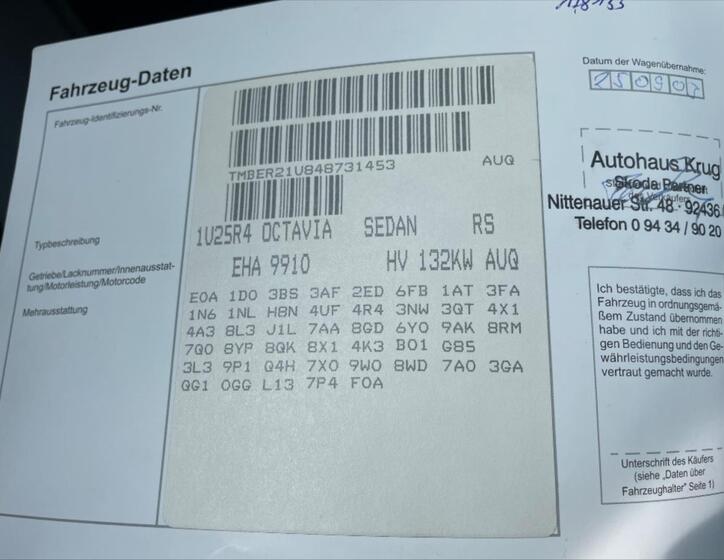 178133
Fahrzeug-Daten
Datum der Wagenübernahme:
250907
Fahrzeug-Identifizierungs-Nr.
TMBER21U848731453
AUQ
Autohaus Krug
Skoda Partner
Nittenauer Str. 48 · 92436
Telefon 0 94 34 / 90 20
Typbeschreibung
1U25R4 OCTAVIA SEDAN RS
Getriebe/Lacknummer/Innenausstat-
tung/Motorleistung/Motorcode
EHA 9910 HV 132KW AUQ
Mehrausstattung
E0A 1D0 3BS 3AF 2ED 6FB 1AT 3FA
1N6 1NL H8N 4UF 4R4 3NW 3QT 4X1
4A3 8L3 J1L 7AA 8GD 6Y0 9AK 8RM
7Q0 8YP 8QK 8X1 4K3 B01 G85
3L3 9P1 Q4H 7X0 9W0 8WD 7A0 3GA
QG1 0GG L13 7P4 F0A
Ich bestätige, dass ich das
Fahrzeug in ordnungsgemä-
ßem Zustand übernommen
habe und ich mit der richti-
gen Bedienung und den Ge-
währleistungsbedingungen
vertraut gemacht wurde.
Unterschrift des Käufers
(siehe „Daten über
Fahrzeughalter" Seite 1)